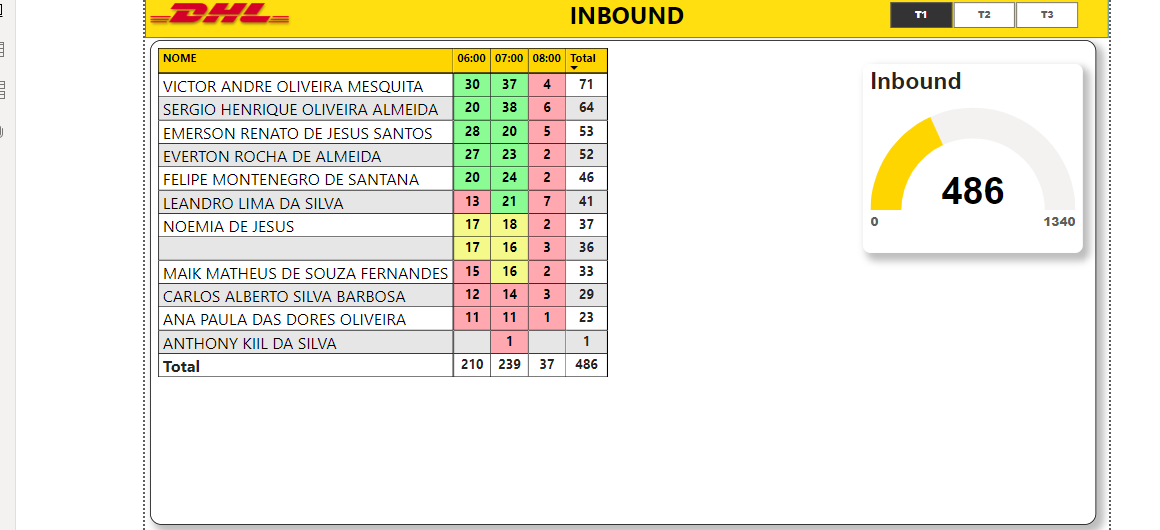 DHL
INBOUND
T1 T2 T3
NOME 06:00 07:00 08:00 Total
VICTOR ANDRE OLIVEIRA MESQUITA 30 37 4 71
SERGIO HENRIQUE OLIVEIRA ALMEIDA 20 38 6 64
EMERSON RENATO DE JESUS SANTOS 28 20 5 53
EVERTON ROCHA DE ALMEIDA 27 23 2 52
FELIPE MONTENEGRO DE SANTANA 20 24 2 46
LEANDRO LIMA DA SILVA 13 21 7 41
NOEMIA DE JESUS 17 18 2 37
17 16 3 36
MAIK MATHEUS DE SOUZA FERNANDES 15 16 2 33
CARLOS ALBERTO SILVA BARBOSA 12 14 3 29
ANA PAULA DAS DORES OLIVEIRA 11 11 1 23
ANTHONY KIIL DA SILVA 1 1
Total 210 239 37 486
Inbound
486
0 1340